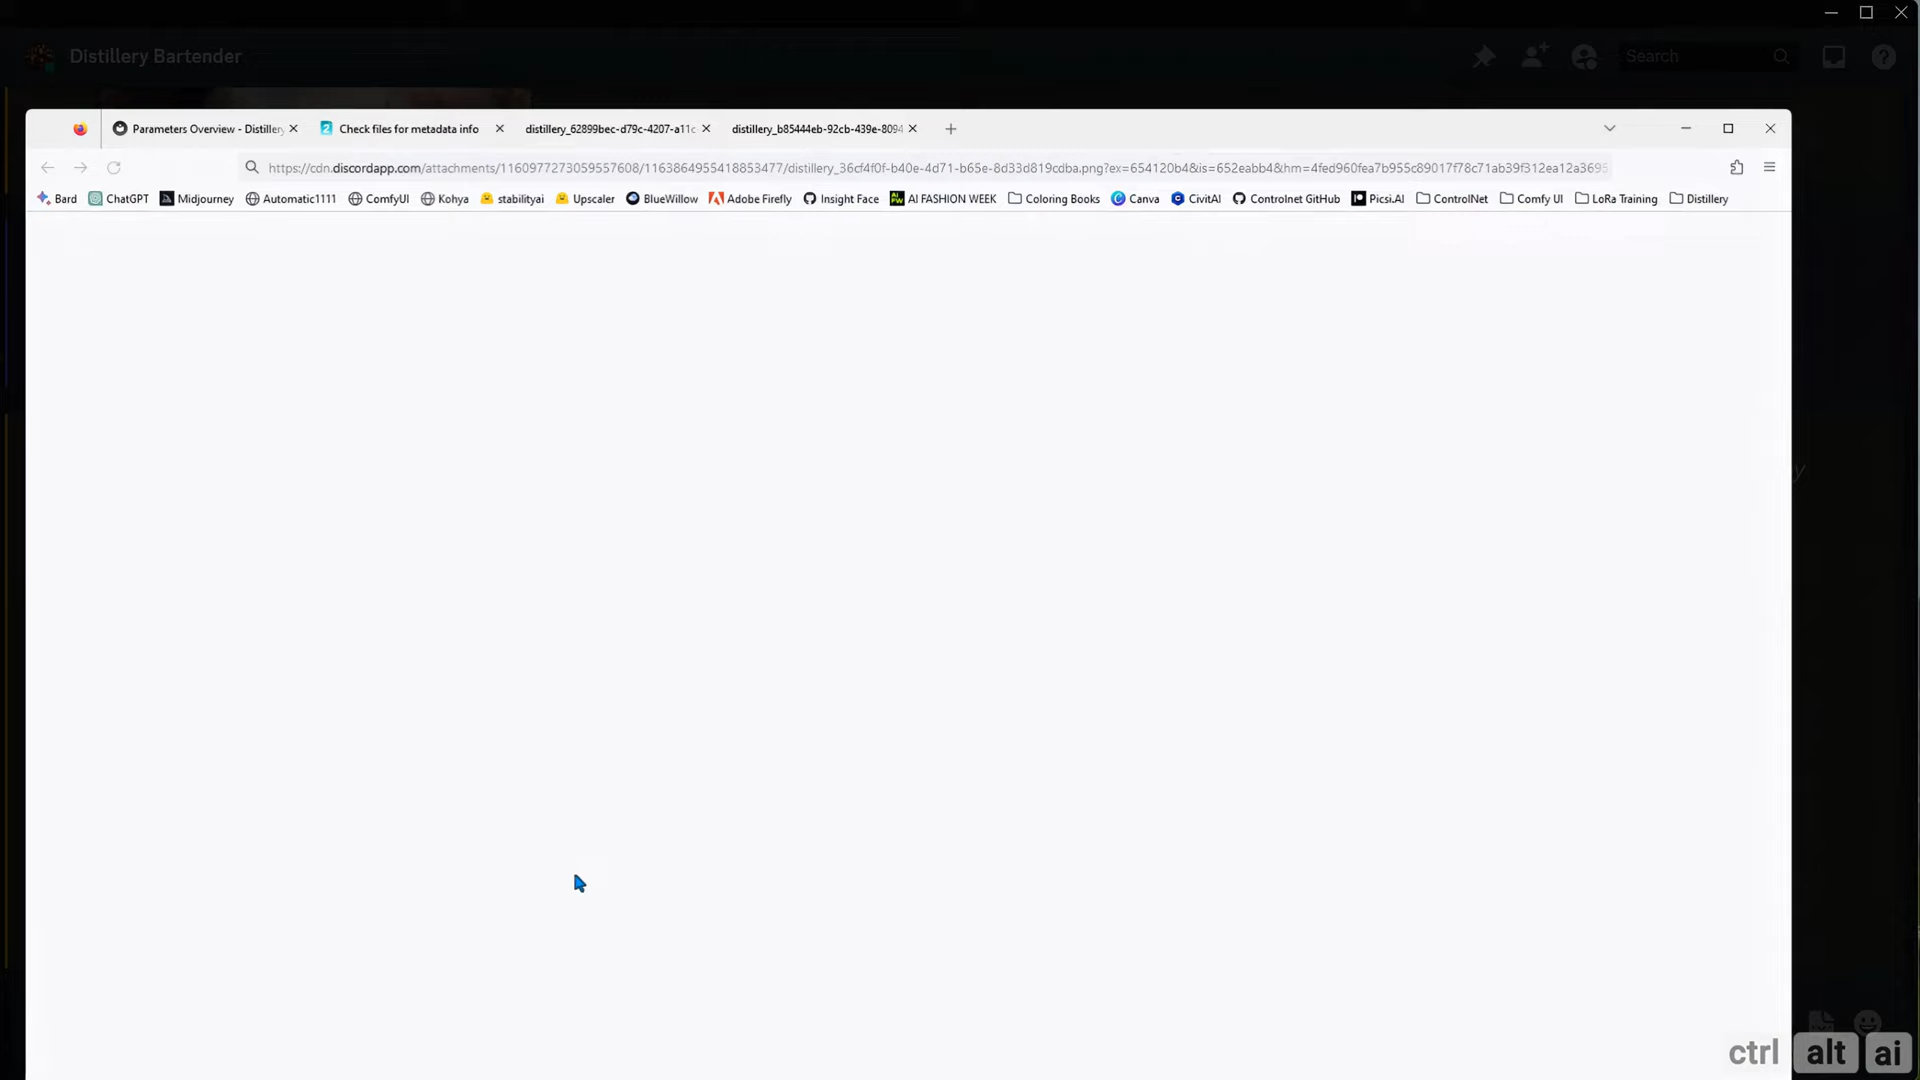 Distillery Bartender
Search
Parameters Overview - Distillery
Check files for metadata info
distillery_62899bec-d79c-4207-a11c
distillery_b85444eb-92cb-439e-8094
https://cdn.discordapp.com/attachments/1160977273059557608/1163864955418853477/distillery_36cf4f0f-b40e-4d71-b65e-8d33d819cdba.png?ex=654120b4&is=652eabb4&hm=4fed960fea7b955c89017f78c71ab39f312ea12a3695
Bard ChatGPT Midjourney Automatic1111 ComfyUI Kohya stabilityai Upscaler BlueWillow Adobe Firefly Insight Face AI FASHION WEEK Coloring Books Canva CivitAI Controlnet GitHub Picsi.AI ControlNet Comfy UI LoRa Training Distillery
ctrl alt ai